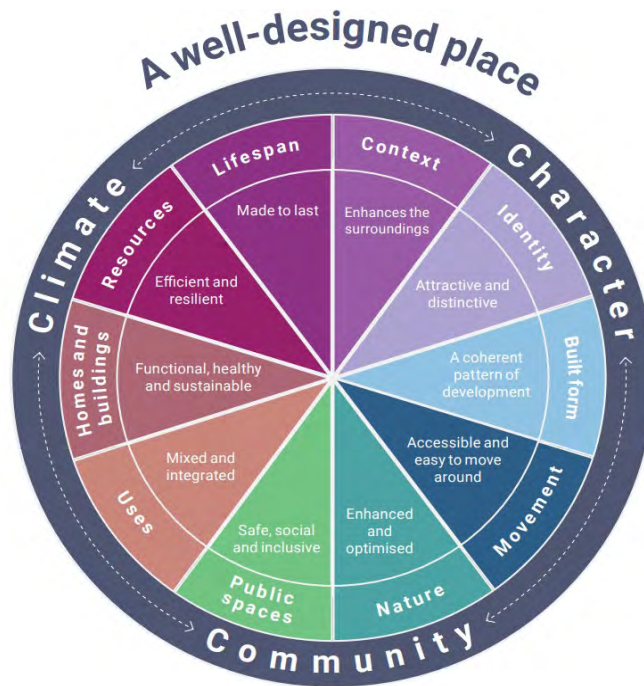 A well-designed place
Climate
Character
Community
Context
Enhances the
surroundings
Identity
Attractive and
distinctive
Built form
A coherent
pattern of
development
Movement
Accessible and
easy to move
around
Nature
Enhanced
and
optimised
Public
spaces
Safe, social
and inclusive
Uses
Mixed and
integrated
Homes and
buildings
Functional, healthy
and sustainable
Resources
Efficient and
resilient
Lifespan
Made to last